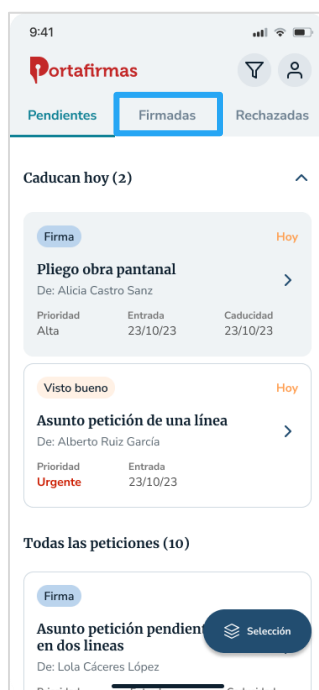 9:41
Portafirmas
Pendientes Firmadas Rechazadas
Caducan hoy (2)
Firma Hoy
Pliego obra pantanal
De: Alicia Castro Sanz
Prioridad Entrada Caducidad
Alta 23/10/23 23/10/23
Visto bueno Hoy
Asunto petición de una línea
De: Alberto Ruiz García
Prioridad Entrada
Urgente 23/10/23
Todas las peticiones (10)
Firma
Asunto petición pendient
en dos lineas
Selección
De: Lola Cáceres López